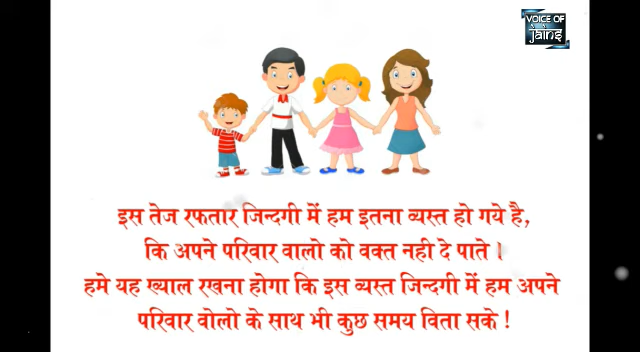 VOICE OF
jains
इस तेज रफतार जिन्दगी में हम इतना व्यस्त हो गये है,
कि अपने परिवार वालो को वक्त नही दे पाते ।
हमे यह ख्याल रखना होगा कि इस व्यस्त जिन्दगी में हम अपने
परिवार वोलो के साथ भी कुछ समय विता सके !